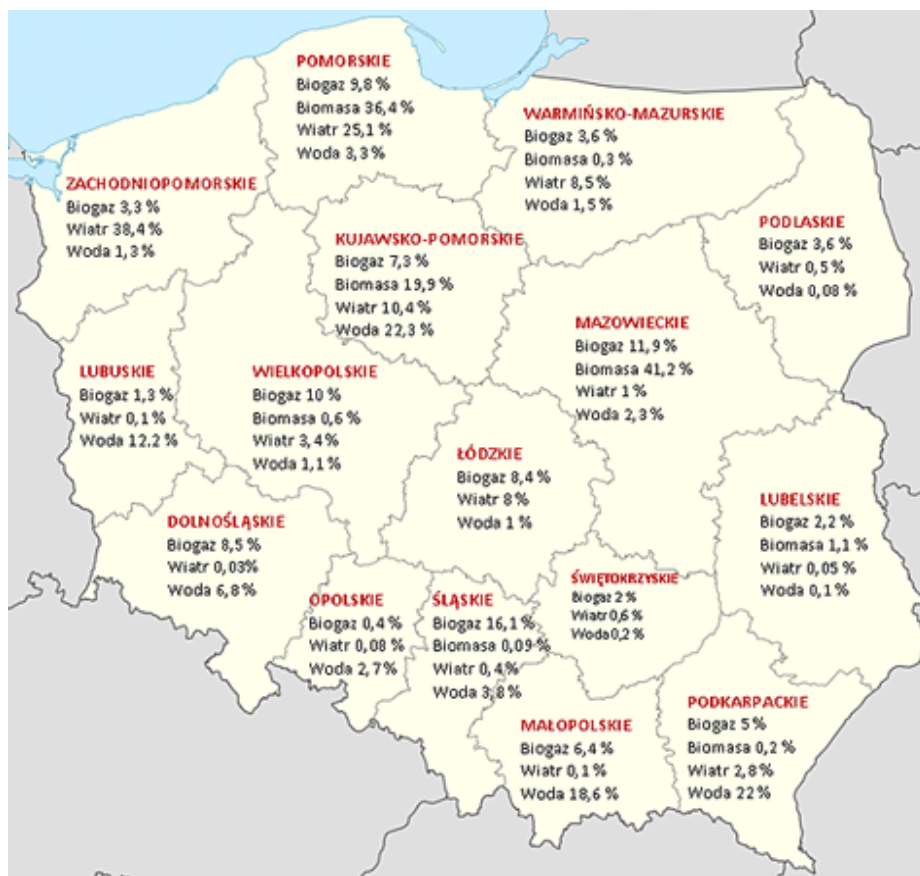 POMORSKIE
Biogaz 9,8 %
Biomasa 36,4 %
Wiatr 25,1 %
Woda 3,3 %
WARMIŃSKO-MAZURSKIE
Biogaz 3,6 %
Biomasa 0,3 %
Wiatr 8,5 %
Woda 1,5 %
ZACHODNIOPOMORSKIE
Biogaz 3,3 %
Wiatr 38,4 %
Woda 1,3 %
KUJAWSKO-POMORSKIE
Biogaz 7,3 %
Biomasa 19,9 %
Wiatr 10,4 %
Woda 22,3 %
PODLASKIE
Biogaz 3,6 %
Wiatr 0,5 %
Woda 0,08 %
MAZOWIECKIE
Biogaz 11,9 %
Biomasa 41,2 %
Wiatr 1 %
Woda 2,3 %
LUBUSKIE
Biogaz 1,3 %
Wiatr 0,1 %
Woda 12.2 %
WIELKOPOLSKIE
Biogaz 10 %
Biomasa 0,6 %
Wiatr 3,4 %
Woda 1,1 %
ŁÓDZKIE
Biogaz 8,4 %
Wiatr 8 %
Woda 1 %
LUBELSKIE
Biogaz 2,2 %
Biomasa 1,1 %
Wiatr 0,05 %
Woda 0,1 %
DOLNOŚLĄSKIE
Biogaz 8,5 %
Wiatr 0,03%
Woda 6,8 %
OPOLSKIE
Biogaz 0,4 %
Wiatr 0,08 %
Woda 2,7 %
ŚLĄSKIE
Biogaz 16,1 %
Biomasa 0,09 %
Wiatr 0,4 %
Woda 3,8 %
ŚWIĘTOKRZYSKIE
Biogaz 2 %
Wiatr 0,6 %
Woda 0,2 %
MAŁOPOLSKIE
Biogaz 6,4 %
Wiatr 0,1 %
Woda 18,6 %
PODKARPACKIE
Biogaz 5 %
Biomasa 0,2 %
Wiatr 2,8 %
Woda 22 %